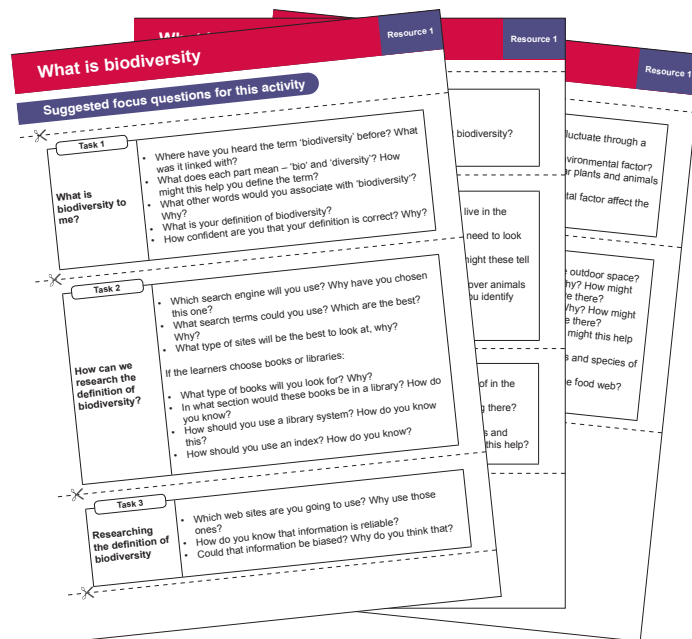 What is biodiversity
Resource 1
Suggested focus questions for this activity
Task 1
What is
biodiversity to
me?
• Where have you heard the term ‘biodiversity’ before? What
was it linked with?
• What does each part mean – ‘bio’ and ‘diversity’? How
might this help you define the term?
• What other words would you associate with ‘biodiversity’?
Why?
• What is your definition of biodiversity?
• How confident are you that your definition is correct? Why?
Task 2
How can we
research the
definition of
biodiversity?
• Which search engine will you use? Why have you chosen
this one?
• What search terms could you use? Which are the best?
Why?
• What type of sites will be the best to look at, why?
If the learners choose books or libraries:
• What type of books will you look for? Why?
• In what section would these books be in a library? How do
you know?
• How should you use a library system? How do you know
this?
• How should you use an index? How do you know?
Task 3
Researching
the definition of
biodiversity
• Which web sites are you going to use? Why use those
ones?
• How do you know that information is reliable?
• Could that information be biased? Why do you think that?
Resource 1
biodiversity?
live in the
need to look
might these tell
over animals
u identify
of in the
g there?
s and
this help?
Resource 1
fluctuate through a
vironmental factor?
ar plants and animals
tal factor affect the
outdoor space?
hy? How might
re there?
Why? How might
e there?
might this help
s and species of
e food web?